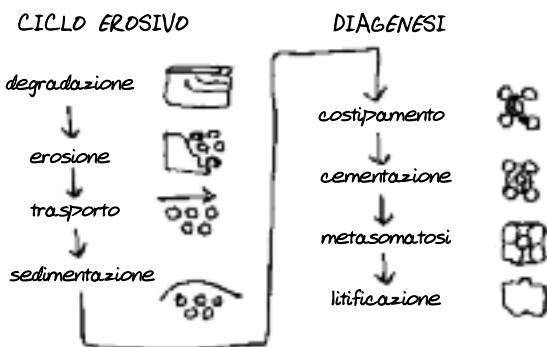 CICLO EROSIVO
degradazione
erosione
trasporto
sedimentazione
DIAGENESI
costipamento
cementazione
metasomatosi
litificazione